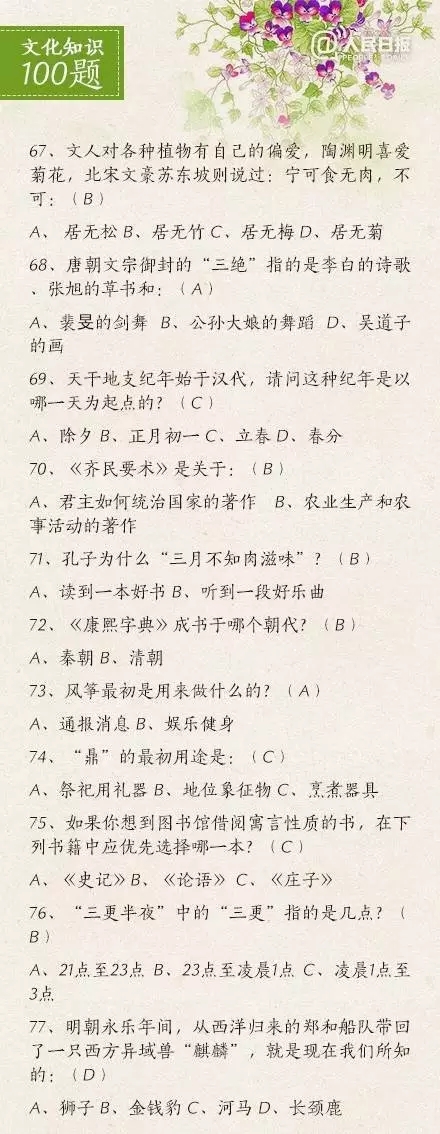 文化知识
100题
@人民日报
PEOPLE'S DAILY
67、文人对各种植物有自己的偏爱，陶渊明喜爱
菊花，北宋文豪苏东坡则说过：宁可食无肉，不
可：（B）
A、 居无松 B、居无竹 C、居无梅 D、居无菊
68、唐朝文宗御封的“三绝”指的是李白的诗歌
、张旭的草书和：（A）
A、裴旻的剑舞 B、公孙大娘的舞蹈 D、吴道子
的画
69、天干地支纪年始于汉代，请问这种纪年是以
哪一天为起点的？（C）
A、除夕 B、正月初一 C、立春 D、春分
70、《齐民要术》是关于：（B）
A、君主如何统治国家的著作 B、农业生产和农
事活动的著作
71、孔子为什么“三月不知肉滋味”？（B）
A、读到一本好书 B、听到一段好乐曲
72、《康熙字典》成书于哪个朝代？（B）
A、秦朝 B、清朝
73、风筝最初是用来做什么的？（A）
A、通报消息 B、娱乐健身
74、“鼎”的最初用途是：（C）
A、祭祀用礼器 B、地位象征物 C、烹煮器具
75、如果你想到图书馆借阅寓言性质的书，在下
列书籍中应优先选择哪一本？（C）
A、《史记》B、《论语》 C、《庄子》
76、“三更半夜”中的“三更”指的是几点？（
B）
A、21点至23点 B、23点至凌晨1点 C、凌晨1点至
3点
77、明朝永乐年间，从西洋归来的郑和船队带回
了一只西方异域兽“麒麟”，就是现在我们所知
的：（D）
A、狮子 B、金钱豹 C、河马 D、长颈鹿